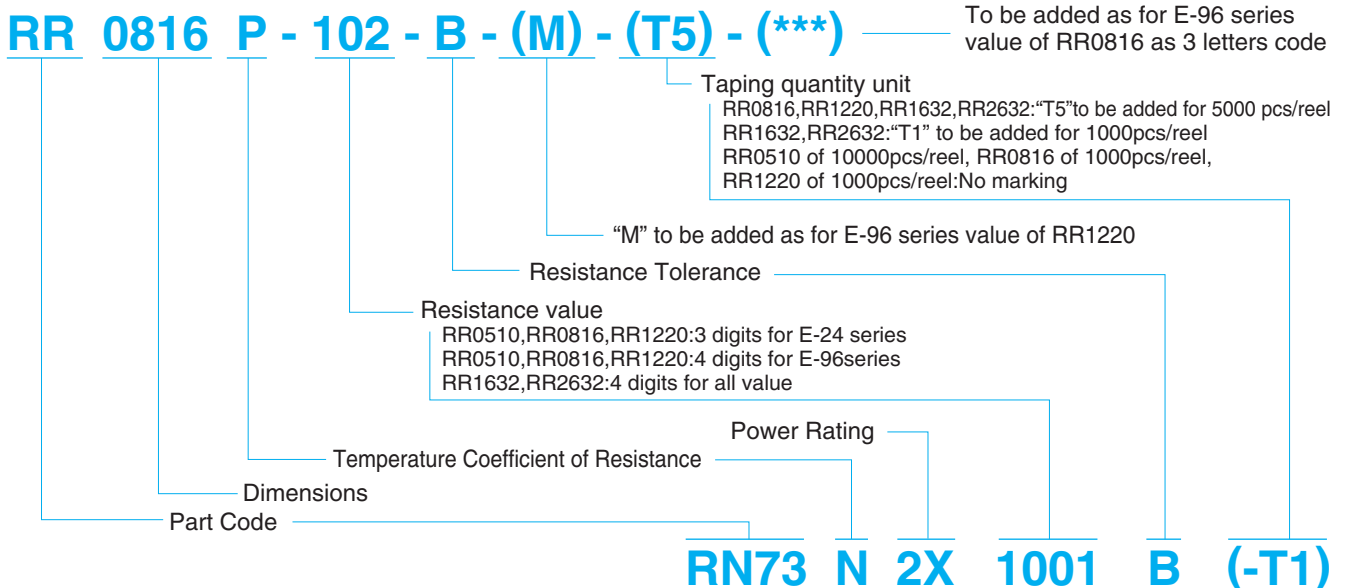 RR 0816 P - 102 - B - (M) - (T5) - (***)
To be added as for E-96 series
value of RR0816 as 3 letters code
Taping quantity unit
RR0816,RR1220,RR1632,RR2632:“T5”to be added for 5000 pcs/reel
RR1632,RR2632:“T1” to be added for 1000pcs/reel
RR0510 of 10000pcs/reel, RR0816 of 1000pcs/reel,
RR1220 of 1000pcs/reel:No marking
“M” to be added as for E-96 series value of RR1220
Resistance Tolerance
Resistance value
RR0510,RR0816,RR1220:3 digits for E-24 series
RR0510,RR0816,RR1220:4 digits for E-96series
RR1632,RR2632:4 digits for all value
Power Rating
Temperature Coefficient of Resistance
Dimensions
Part Code
RN73 N 2X 1001 B (-T1)